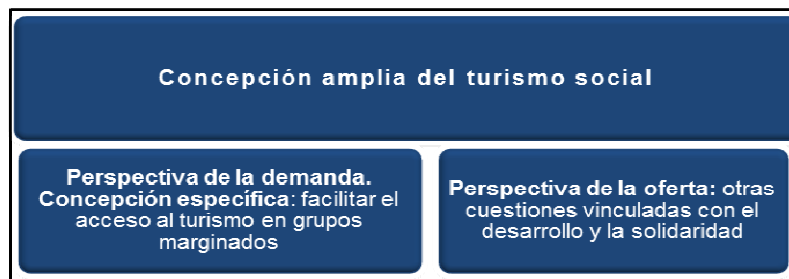 Concepción amplia del turismo social
Perspectiva de la demanda.
Concepción específica: facilitar el
acceso al turismo en grupos
marginados
Perspectiva de la oferta: otras
cuestiones vinculadas con el
desarrollo y la solidaridad